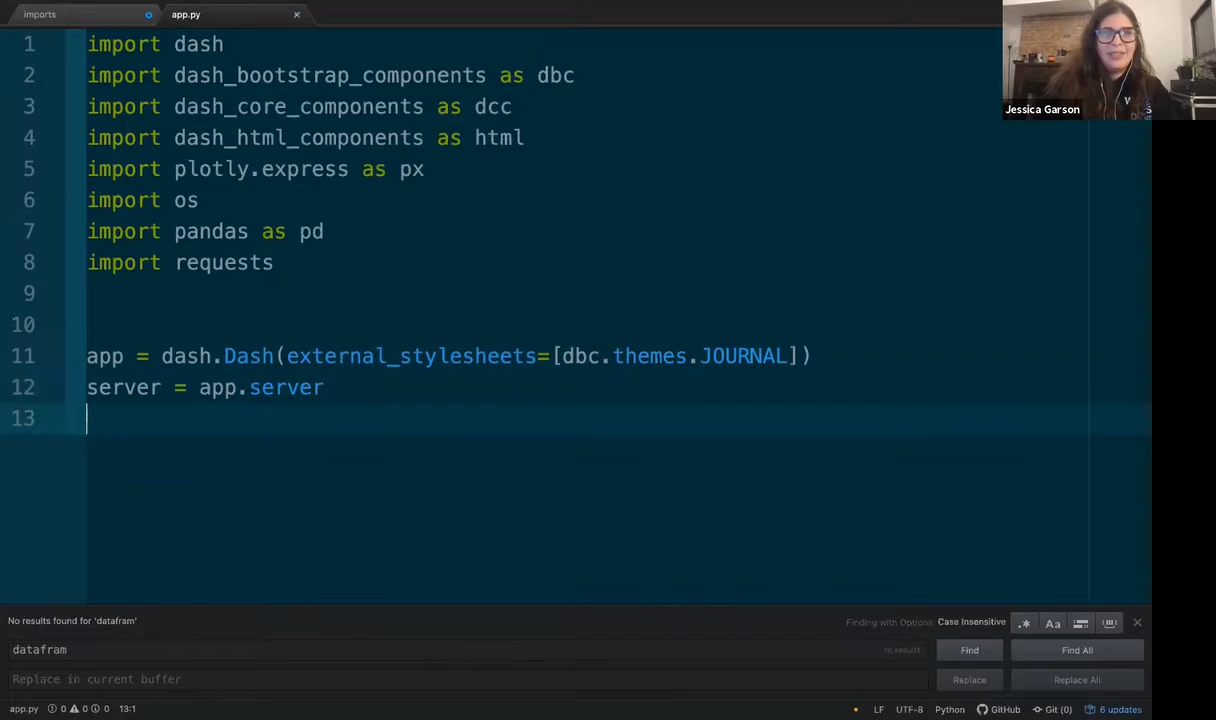 imports
app.py
1 import dash
2 import dash_bootstrap_components as dbc
3 import dash_core_components as dcc
4 import dash_html_components as html
5 import plotly.express as px
6 import os
7 import pandas as pd
8 import requests
9
10
11 app = dash.Dash(external_stylesheets=[dbc.themes.JOURNAL])
12 server = app.server
13
Jessica Garson
No results found for 'datafram'
Finding with Options: Case Insensitive
.* Aa
datafram
no results
Find
Find All
Replace in current buffer
Replace
Replace All
app.py 0 0 0 13:1
LF UTF-8 Python GitHub Git (0) 6 updates